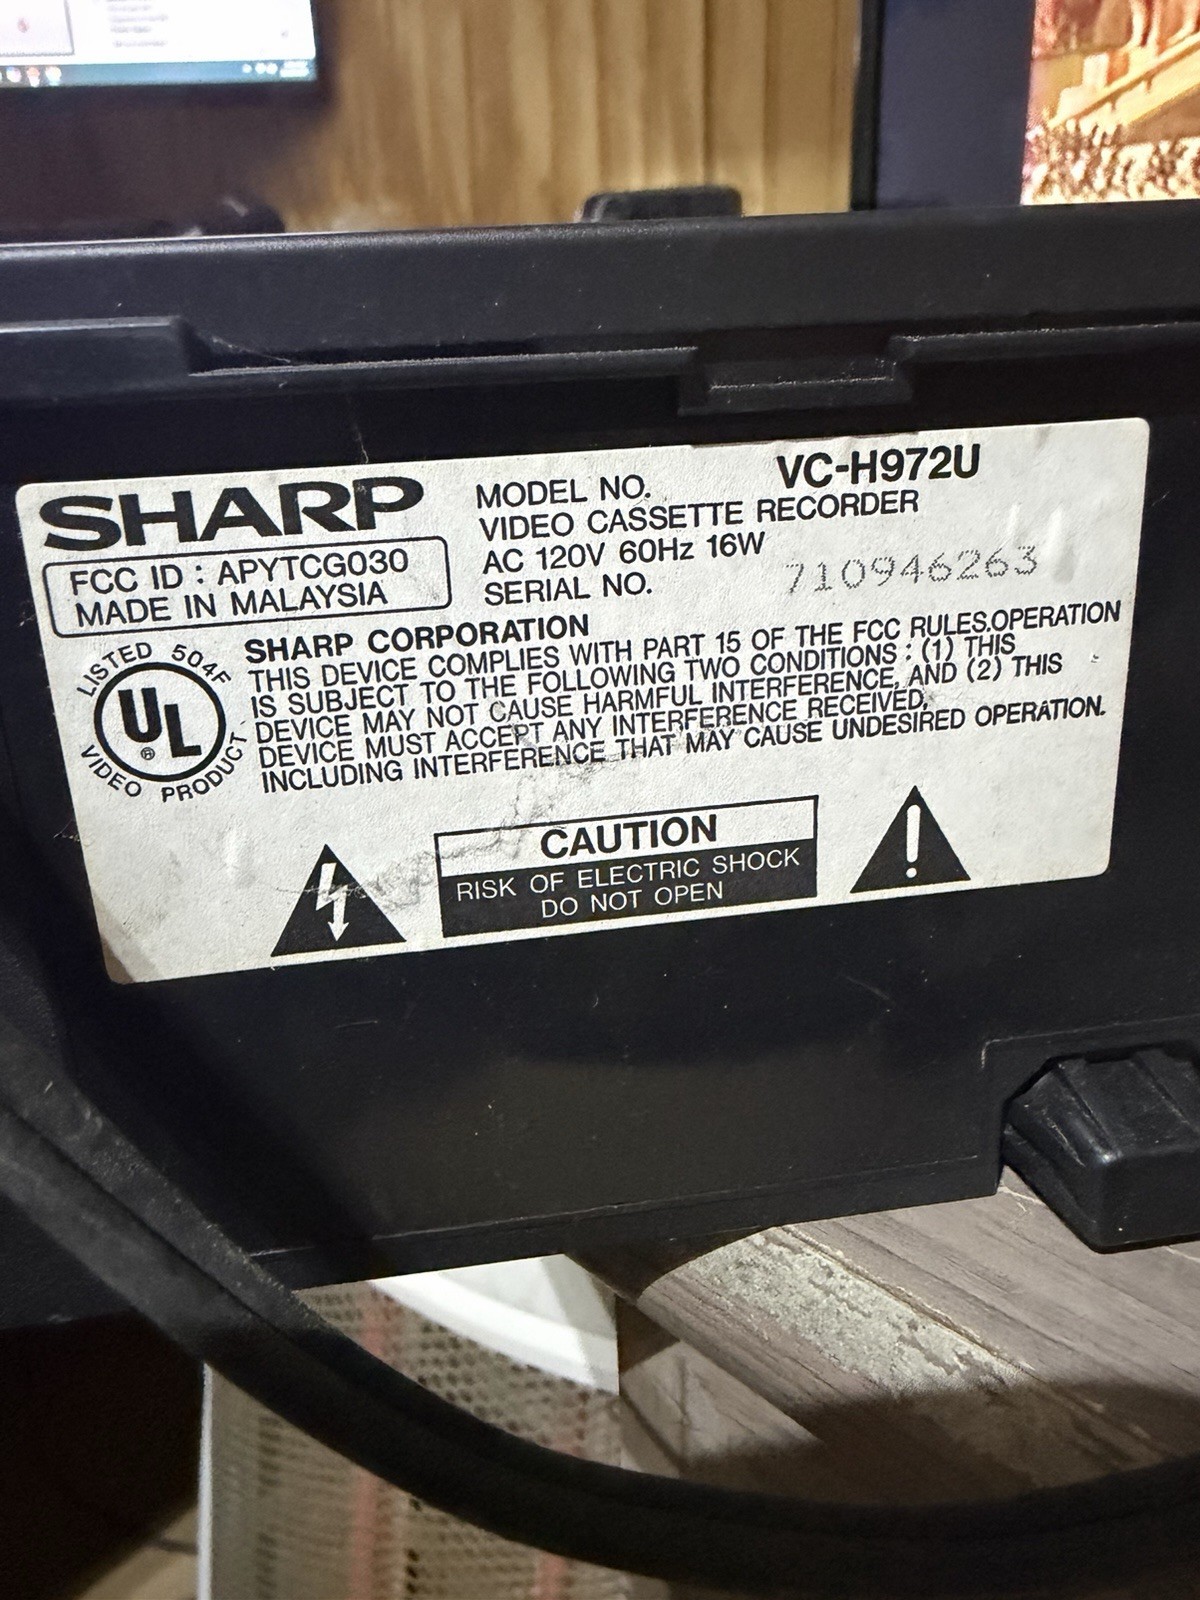 SHARP
FCC ID : APYTCG030
MADE IN MALAYSIA
MODEL NO. VC-H972U
VIDEO CASSETTE RECORDER
AC 120V 60Hz 16W
SERIAL NO. 710946263
LISTED 504F
UL
®
VIDEO PRODUCT
SHARP CORPORATION
THIS DEVICE COMPLIES WITH PART 15 OF THE FCC RULES.OPERATION
IS SUBJECT TO THE FOLLOWING TWO CONDITIONS : (1) THIS
DEVICE MAY NOT CAUSE HARMFUL INTERFERENCE, AND (2) THIS
DEVICE MUST ACCEPT ANY INTERFERENCE RECEIVED,
INCLUDING INTERFERENCE THAT MAY CAUSE UNDESIRED OPERATION.
CAUTION
RISK OF ELECTRIC SHOCK
DO NOT OPEN